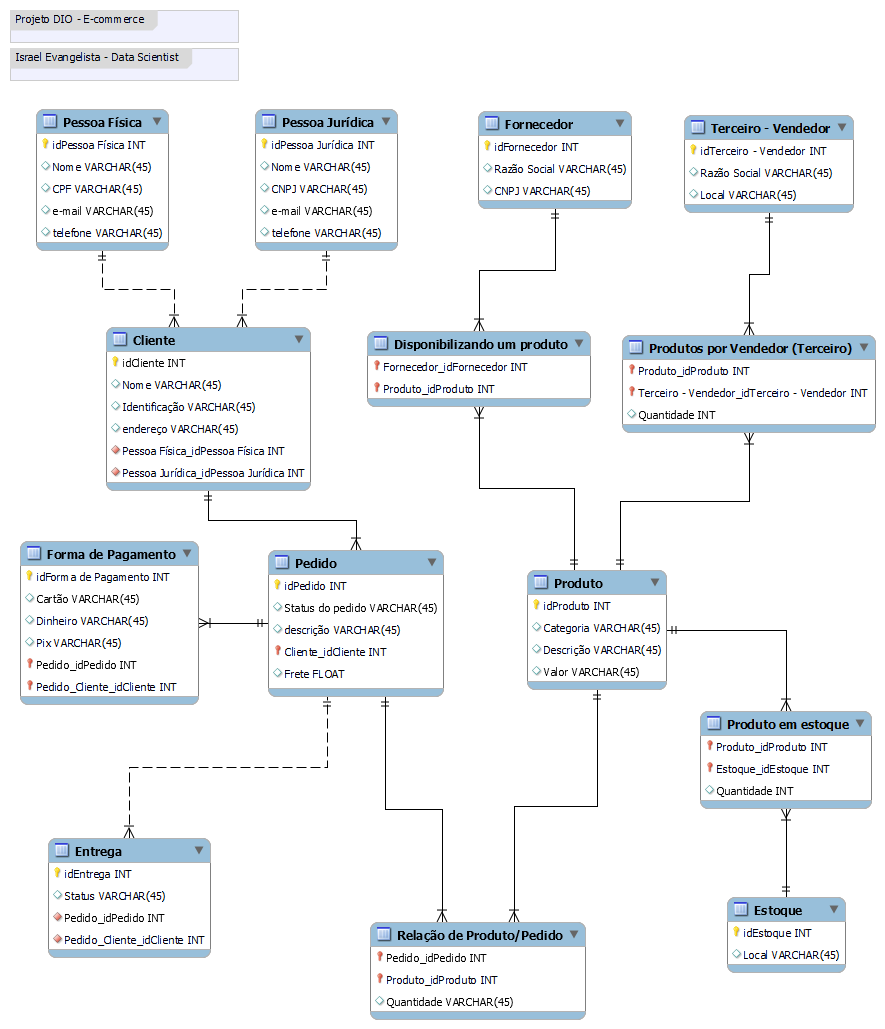 Projeto DIO - E-commerce
Israel Evangelista - Data Scientist
Pessoa Física
idPessoa Física INT
Nome VARCHAR(45)
CPF VARCHAR(45)
e-mail VARCHAR(45)
telefone VARCHAR(45)
Pessoa Jurídica
idPessoa Jurídica INT
Nome VARCHAR(45)
CNPJ VARCHAR(45)
e-mail VARCHAR(45)
telefone VARCHAR(45)
Fornecedor
idFornecedor INT
Razão Social VARCHAR(45)
CNPJ VARCHAR(45)
Terceiro - Vendedor
idTerceiro - Vendedor INT
Razão Social VARCHAR(45)
Local VARCHAR(45)
Cliente
idCliente INT
Nome VARCHAR(45)
Identificação VARCHAR(45)
endereço VARCHAR(45)
Pessoa Física_idPessoa Física INT
Pessoa Jurídica_idPessoa Jurídica INT
Disponibilizando um produto
Fornecedor_idFornecedor INT
Produto_idProduto INT
Produtos por Vendedor (Terceiro)
Produto_idProduto INT
Terceiro - Vendedor_idTerceiro - Vendedor INT
Quantidade INT
Forma de Pagamento
idForma de Pagamento INT
Cartão VARCHAR(45)
Dinheiro VARCHAR(45)
Pix VARCHAR(45)
Pedido_idPedido INT
Pedido_Cliente_idCliente INT
Pedido
idPedido INT
Status do pedido VARCHAR(45)
descrição VARCHAR(45)
Cliente_idCliente INT
Frete FLOAT
Produto
idProduto INT
Categoria VARCHAR(45)
Descrição VARCHAR(45)
Valor VARCHAR(45)
Produto em estoque
Produto_idProduto INT
Estoque_idEstoque INT
Quantidade INT
Entrega
idEntrega INT
Status VARCHAR(45)
Pedido_idPedido INT
Pedido_Cliente_idCliente INT
Relação de Produto/Pedido
Pedido_idPedido INT
Produto_idProduto INT
Quantidade VARCHAR(45)
Estoque
idEstoque INT
Local VARCHAR(45)